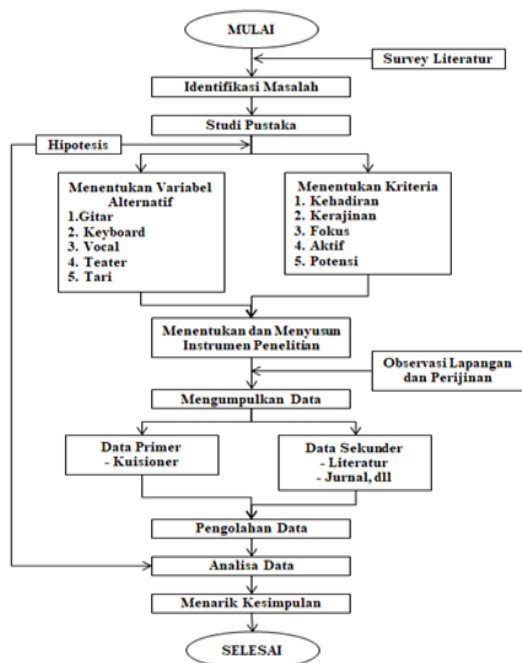 MULAI
Survey Literatur
Identifikasi Masalah
Studi Pustaka
Hipotesis
Menentukan Variabel
Alternatif
1.Gitar
2. Keyboard
3. Vocal
4. Teater
5. Tari
Menentukan Kriteria
1. Kehadiran
2. Kerajinan
3. Fokus
4. Aktif
5. Potensi
Menentukan dan Menyusun
Instrumen Penelitian
Observasi Lapangan
dan Perijinan
Mengumpulkan Data
Data Primer
- Kuisioner
Data Sekunder
- Literatur
- Jurnal, dll
Pengolahan Data
Analisa Data
Menarik Kesimpulan
SELESAI